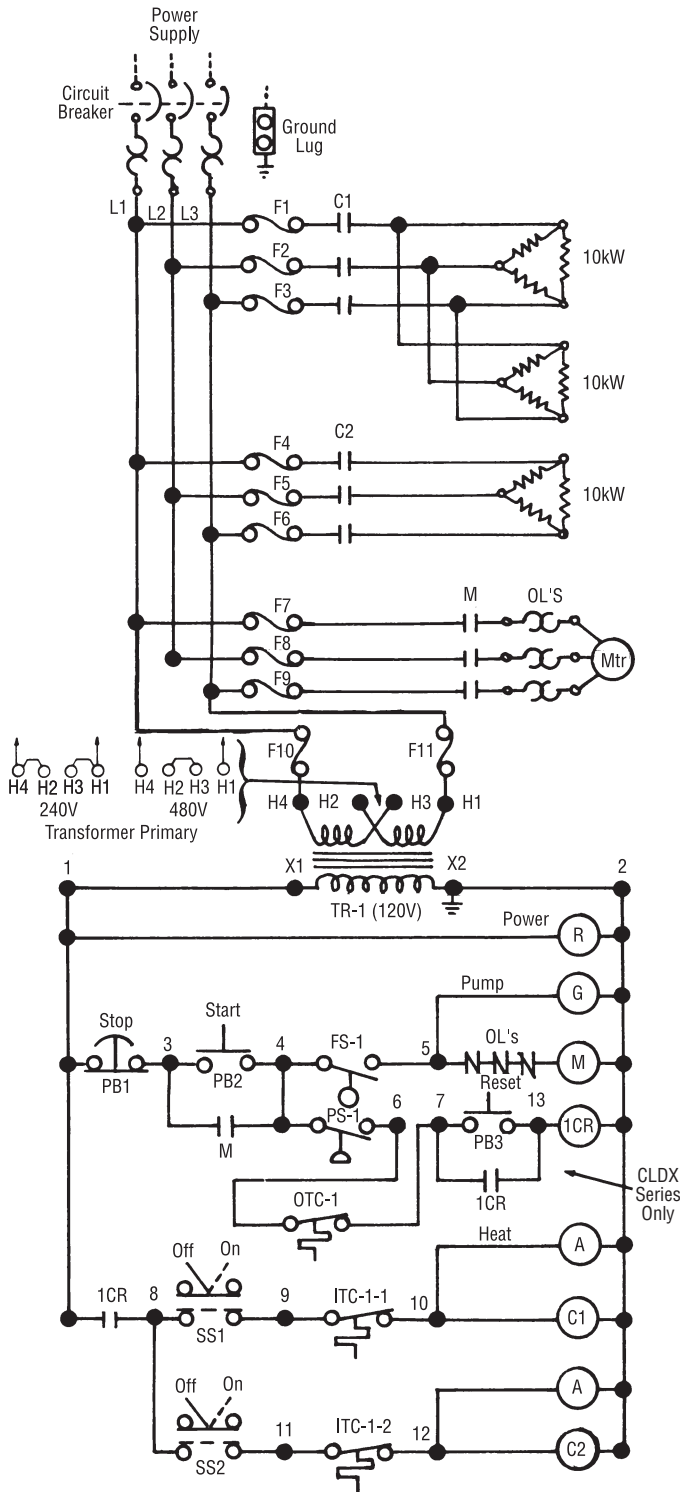 Power
Supply
Circuit
Breaker
Ground
Lug
L1 L2 L3
F1 C1
F2
10kW
F3
10kW
F4 C2
F5
10kW
F6
F7 M OL'S
F8
Mtr
F9
F10 F11
H4 H2 H3 H1 H4 H2 H3 H1
240V 480V
Transformer Primary
H4 H2 H3 H1
1 X1 X2 2
TR-1 (120V)
Power R
Pump G
Stop Start
3 4 FS-1 5 OL's
PB1 PB2 M
Reset
PS-1 6 7 13
M PB3 1CR
OTC-1 1CR
CLDX
Series
Only
Off On Heat A
1CR 8 9 ITC-1-1 10
SS1 C1
Off On A
11 ITC-1-2 12
SS2 C2